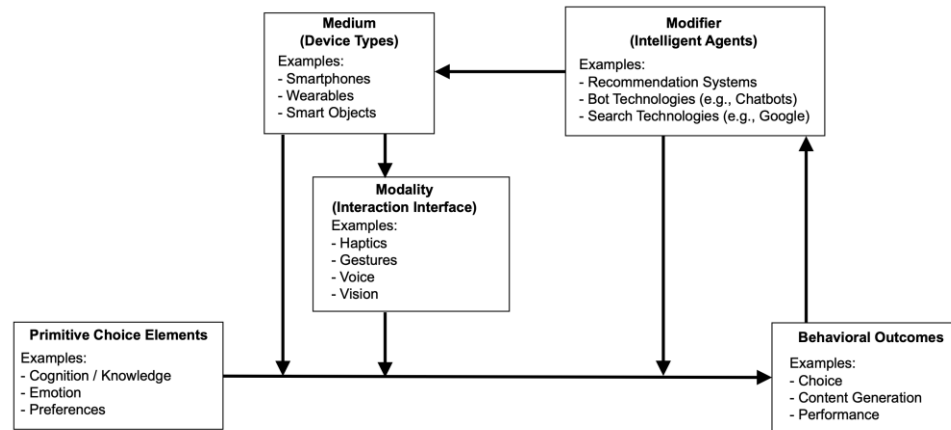 Medium
(Device Types)
Examples:
- Smartphones
- Wearables
- Smart Objects
Modifier
(Intelligent Agents)
Examples:
- Recommendation Systems
- Bot Technologies (e.g., Chatbots)
- Search Technologies (e.g., Google)
Modality
(Interaction Interface)
Examples:
- Haptics
- Gestures
- Voice
- Vision
Primitive Choice Elements
Examples:
- Cognition / Knowledge
- Emotion
- Preferences
Behavioral Outcomes
Examples:
- Choice
- Content Generation
- Performance